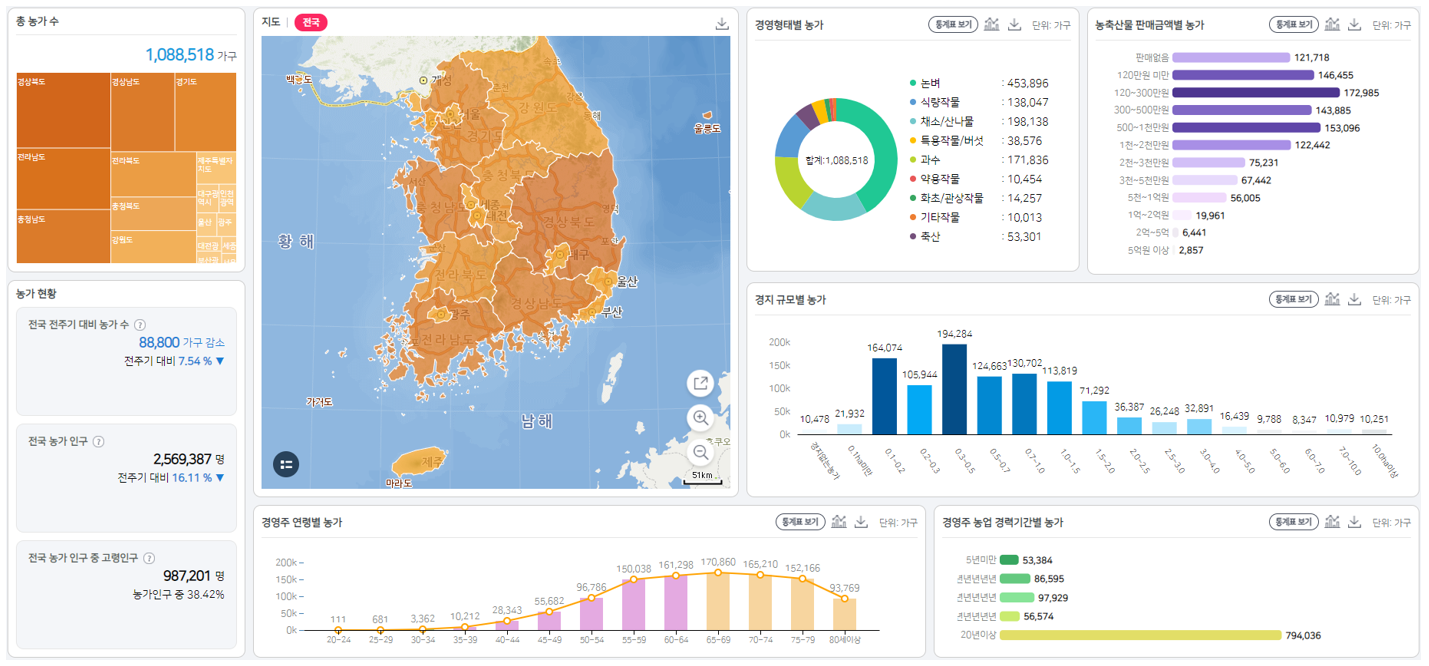 총 농가 수
1,088,518 가구
경상북도
경상남도
경기도
전라남도
전라북도
제주특별자치도
충청남도
충청북도
강원도
대구광역시
인천광역
울산
광주
대전광
세종
농가 현황
전국 전주기 대비 농가 수 ?
88,800 가구 감소
전주기 대비 7.54 % ▼
전국 농가 인구 ?
2,569,387 명
전주기 대비 16.11 % ▼
전국 농가 인구 중 고령인구 ?
987,201 명
농가인구 중 38.42%
지도 | 전국
백령도
개성
서울
경기도
강원도
춘천
동해
울릉도
서산
충청북도
충청남도
세종
대전
경상북도
포항
황 해
전라북도
대구
울산
경상남도
부산
광주
전라남도
가거도
남 해
제주
마라도
후쿠오
51km
경영형태별 농가
통계표 보기
단위: 가구
합계:1,088,518
논벼 : 453,896
식량작물 : 138,047
채소/산나물 : 198,138
특용작물/버섯 : 38,576
과수 : 171,836
약용작물 : 10,454
화초/관상작물 : 14,257
기타작물 : 10,013
축산 : 53,301
농축산물 판매금액별 농가
통계표 보기
단위: 가구
판매없음 121,718
120만원 미만 146,455
120~300만원 172,985
300~500만원 143,885
500~1천만원 153,096
1천~2천만원 122,442
2천~3천만원 75,231
3천~5천만원 67,442
5천~1억원 56,005
1억~2억원 19,961
2억~5억 6,441
5억원 이상 2,857
경지 규모별 농가
통계표 보기
단위: 가구
200k
150k
100k
50k
0k
10,478 21,932 164,074 105,944 194,284 124,663 130,702 113,819 71,292 36,387 26,248 32,891 16,439 9,788 8,347 10,979 10,251
경지없는농가 0.1ha미만 0.1~0.2 0.2~0.3 0.3~0.5 0.5~0.7 0.7~1.0 1.0~1.5 1.5~2.0 2.0~2.5 2.5~3.0 3.0~4.0 4.0~5.0 5.0~6.0 6.0~7.0 7.0~10.0 10.0ha이상
경영주 연령별 농가
통계표 보기
단위: 가구
200k
150k
100k
50k
0k
111 681 3,362 10,212 28,343 55,682 96,786 150,038 161,298 170,860 165,210 152,166 93,769
20~24 25~29 30~34 35~39 40~44 45~49 50~54 55~59 60~64 65~69 70~74 75~79 80세이상
경영주 농업 경력기간별 농가
통계표 보기
단위: 가구
5년미만 53,384
년년년년 86,595
년년년년 97,929
년년년년 56,574
20년이상 794,036